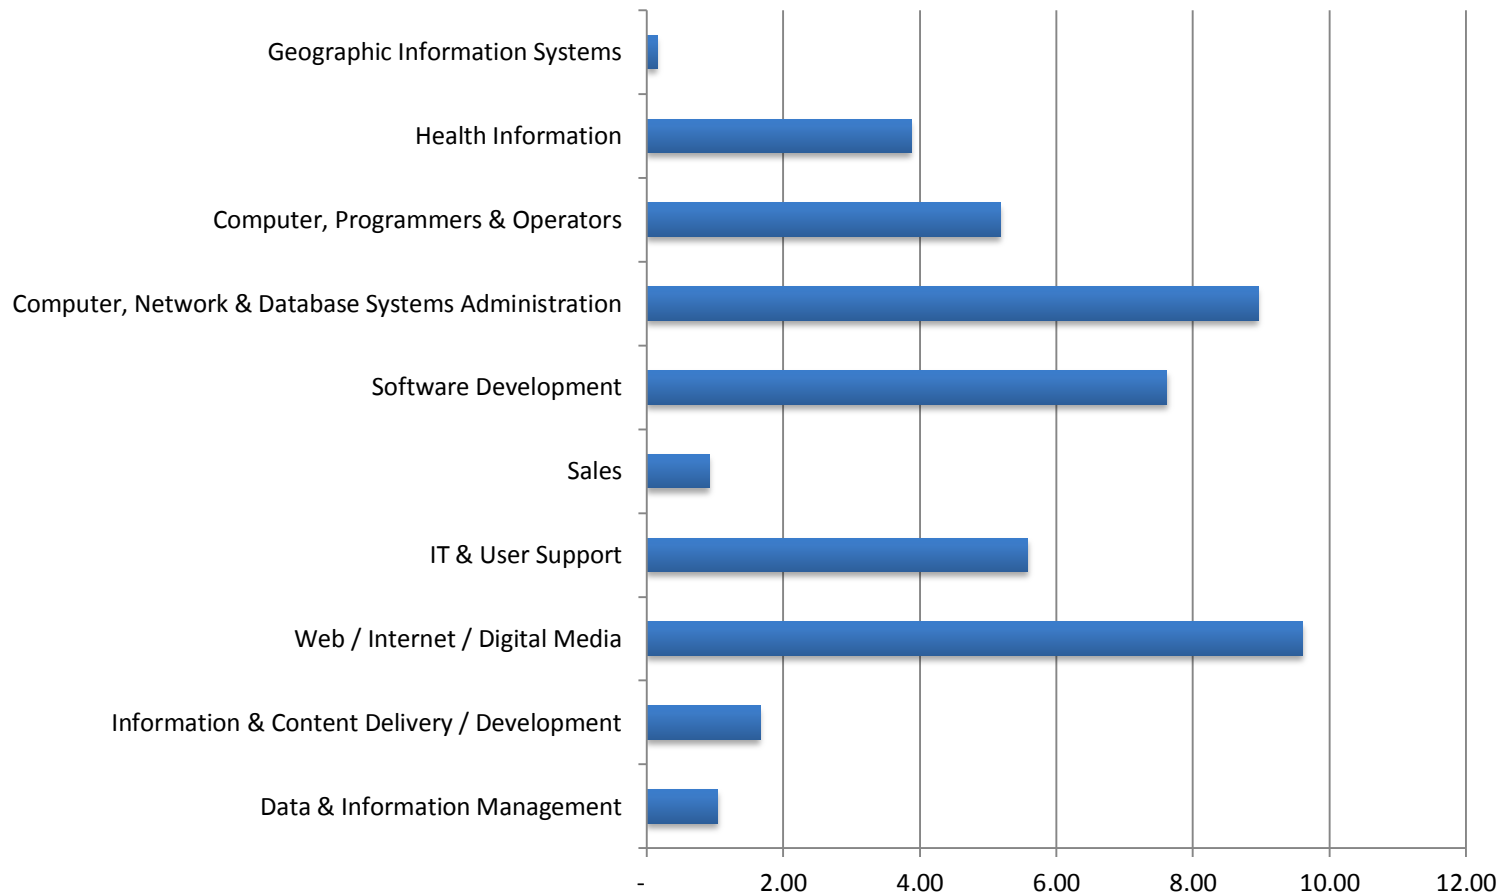 Geographic Information Systems
Health Information
Computer, Programmers & Operators
Computer, Network & Database Systems Administration
Software Development
Sales
IT & User Support
Web / Internet / Digital Media
Information & Content Delivery / Development
Data & Information Management
- 2.00 4.00 6.00 8.00 10.00 12.00